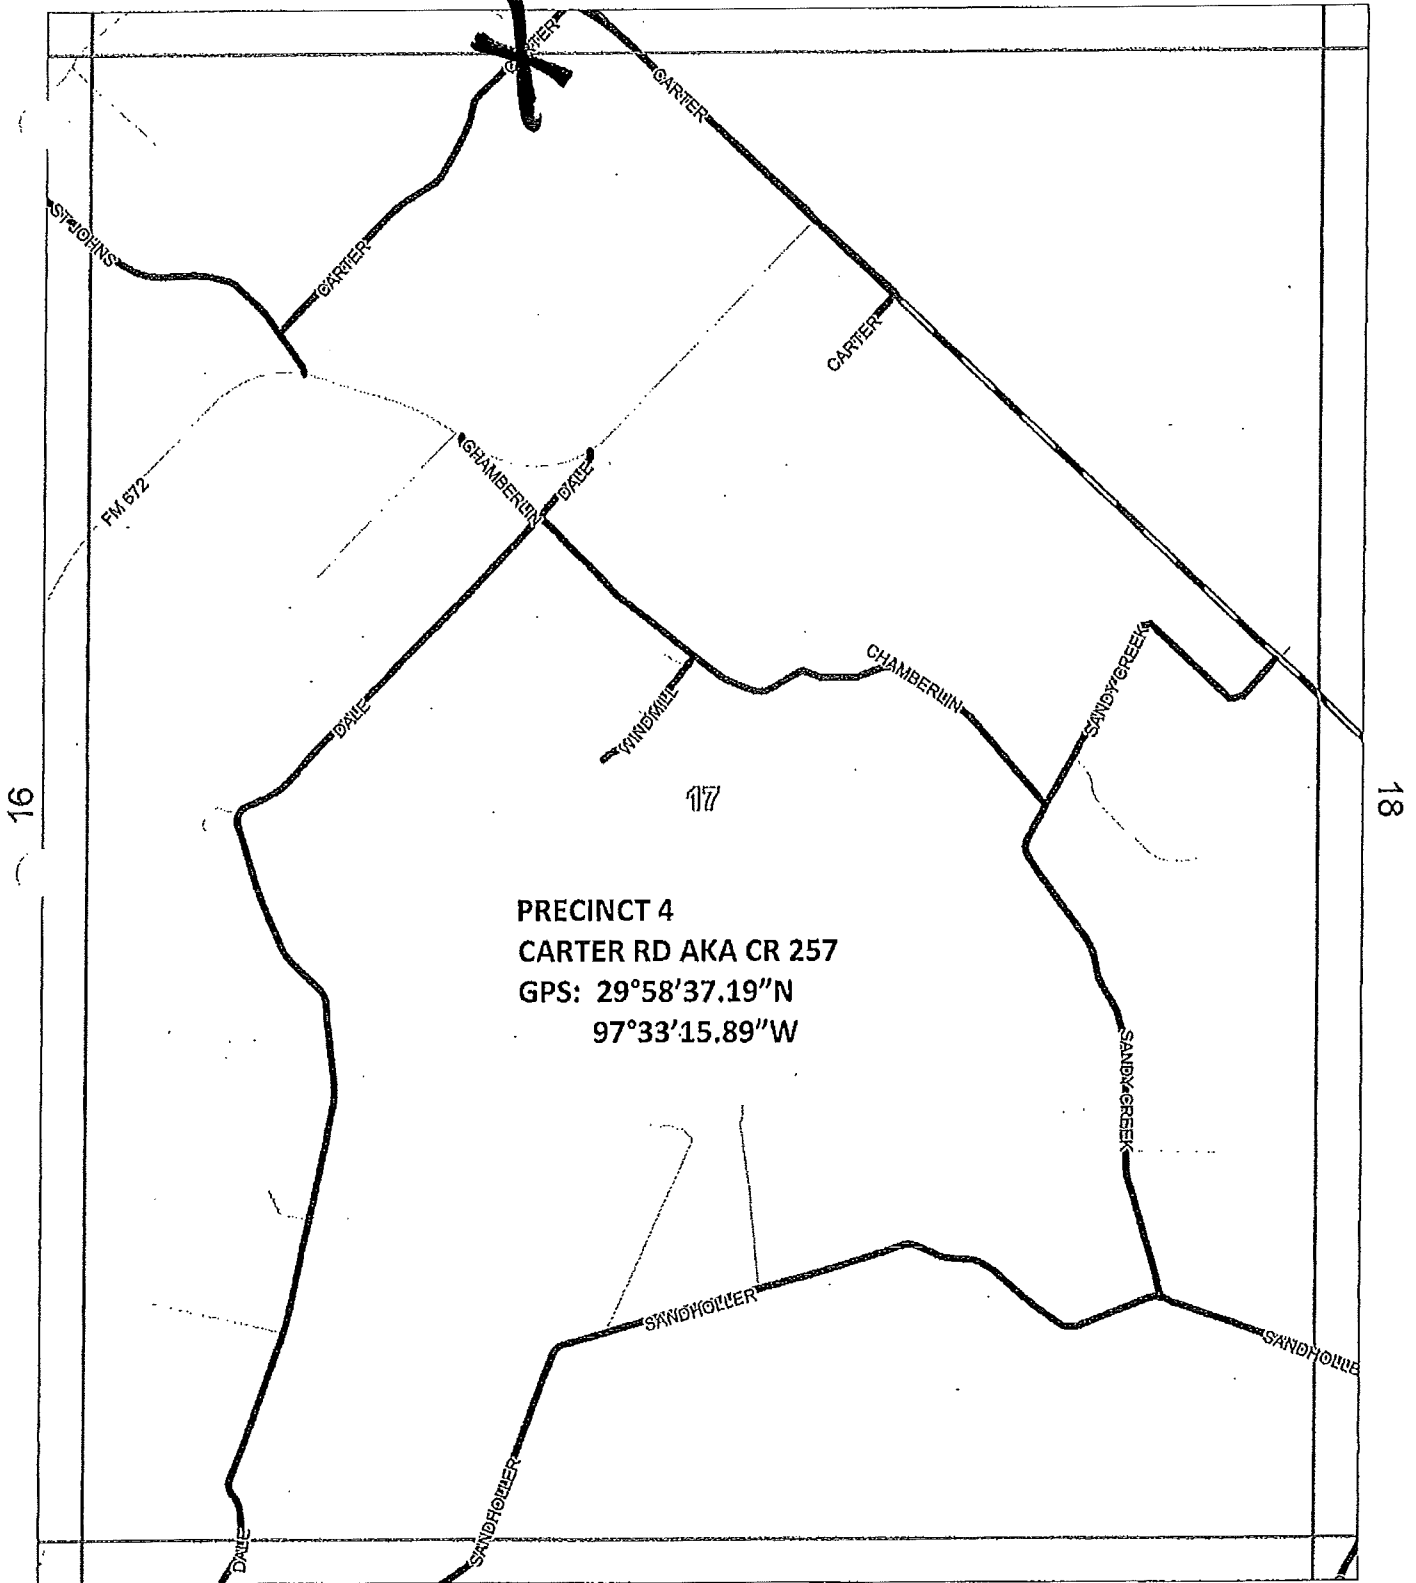 CARTER
CARTER
ST JOHNS
CARTER
CARTER
FM 672
CHAMBERLIN
DALE
DALE
WINDMILL
CHAMBERLIN
SANDY CREEK
16
17
18
PRECINCT 4
CARTER RD AKA CR 257
GPS: 29°58'37.19"N
97°33'15.89"W
SANDY CREEK
SANDHOLLER
SANDHOLLE
SANDHOLLER
DALE